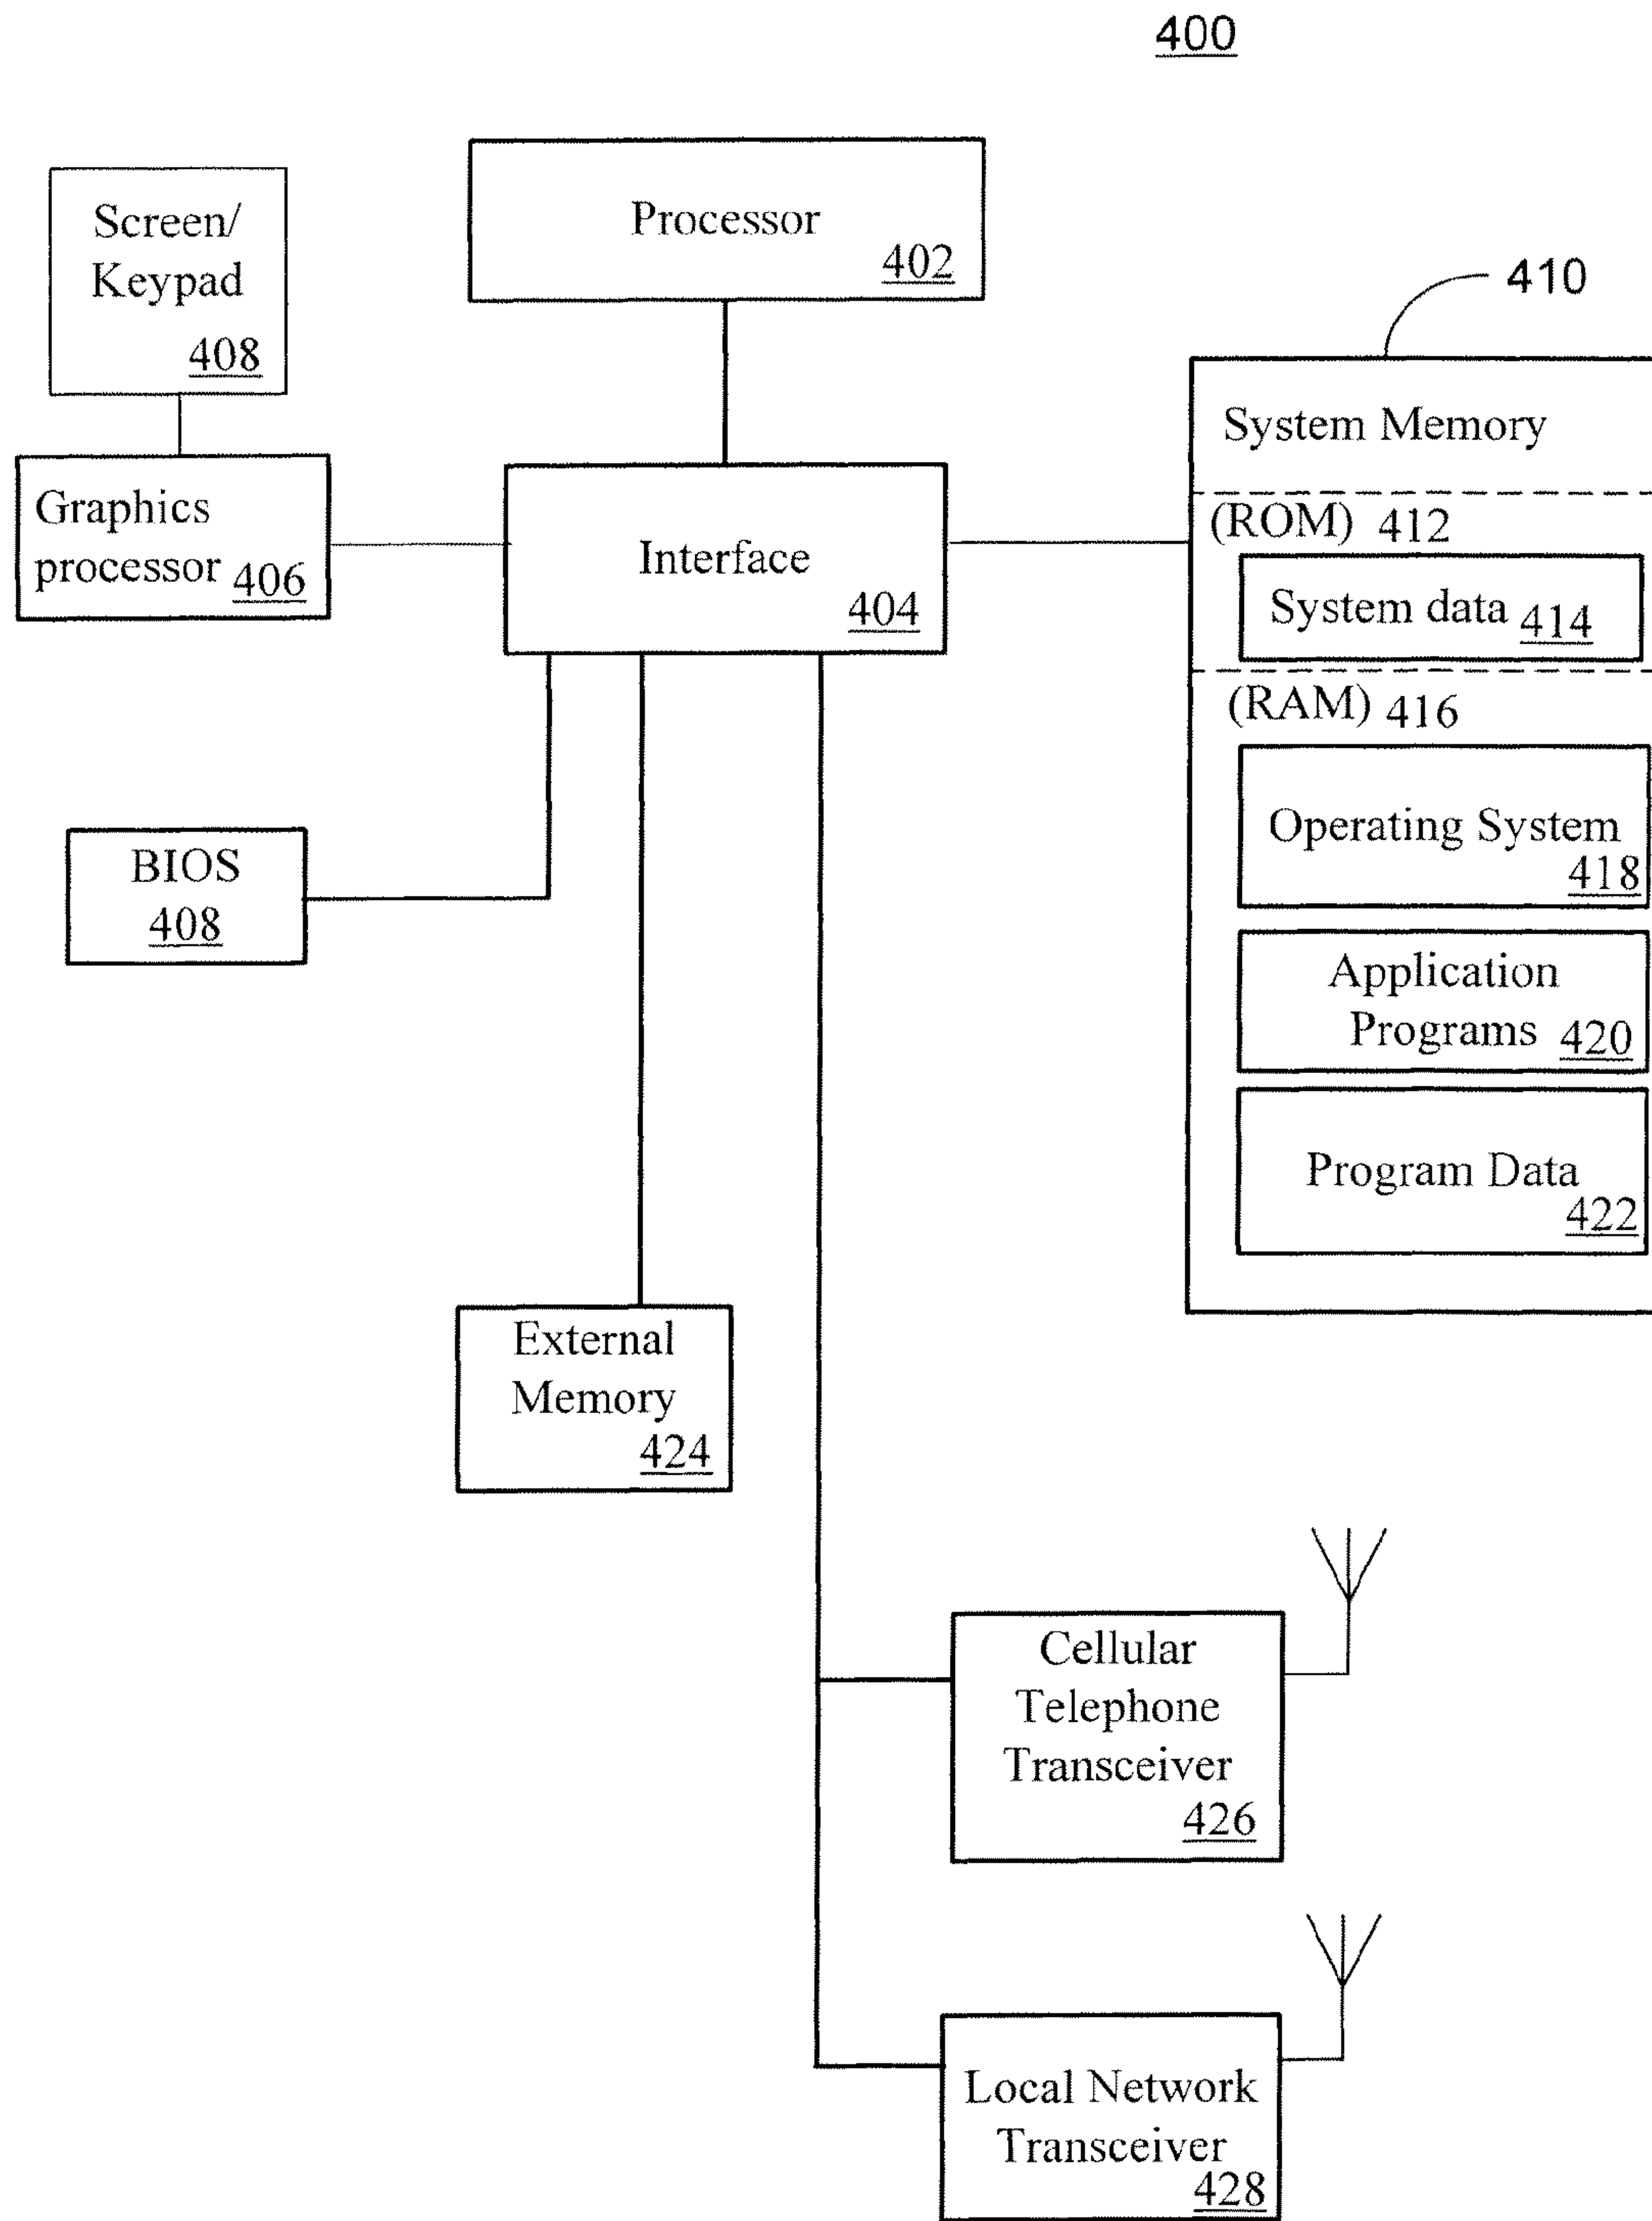 400
Screen/
Keypad
408
Processor
402
410
Graphics
processor 406
Interface
404
System Memory
(ROM) 412
System data 414
(RAM) 416
Operating System
418
Application
Programs 420
Program Data
422
BIOS
408
External
Memory
424
Cellular
Telephone
Transceiver
426
Local Network
Transceiver
428